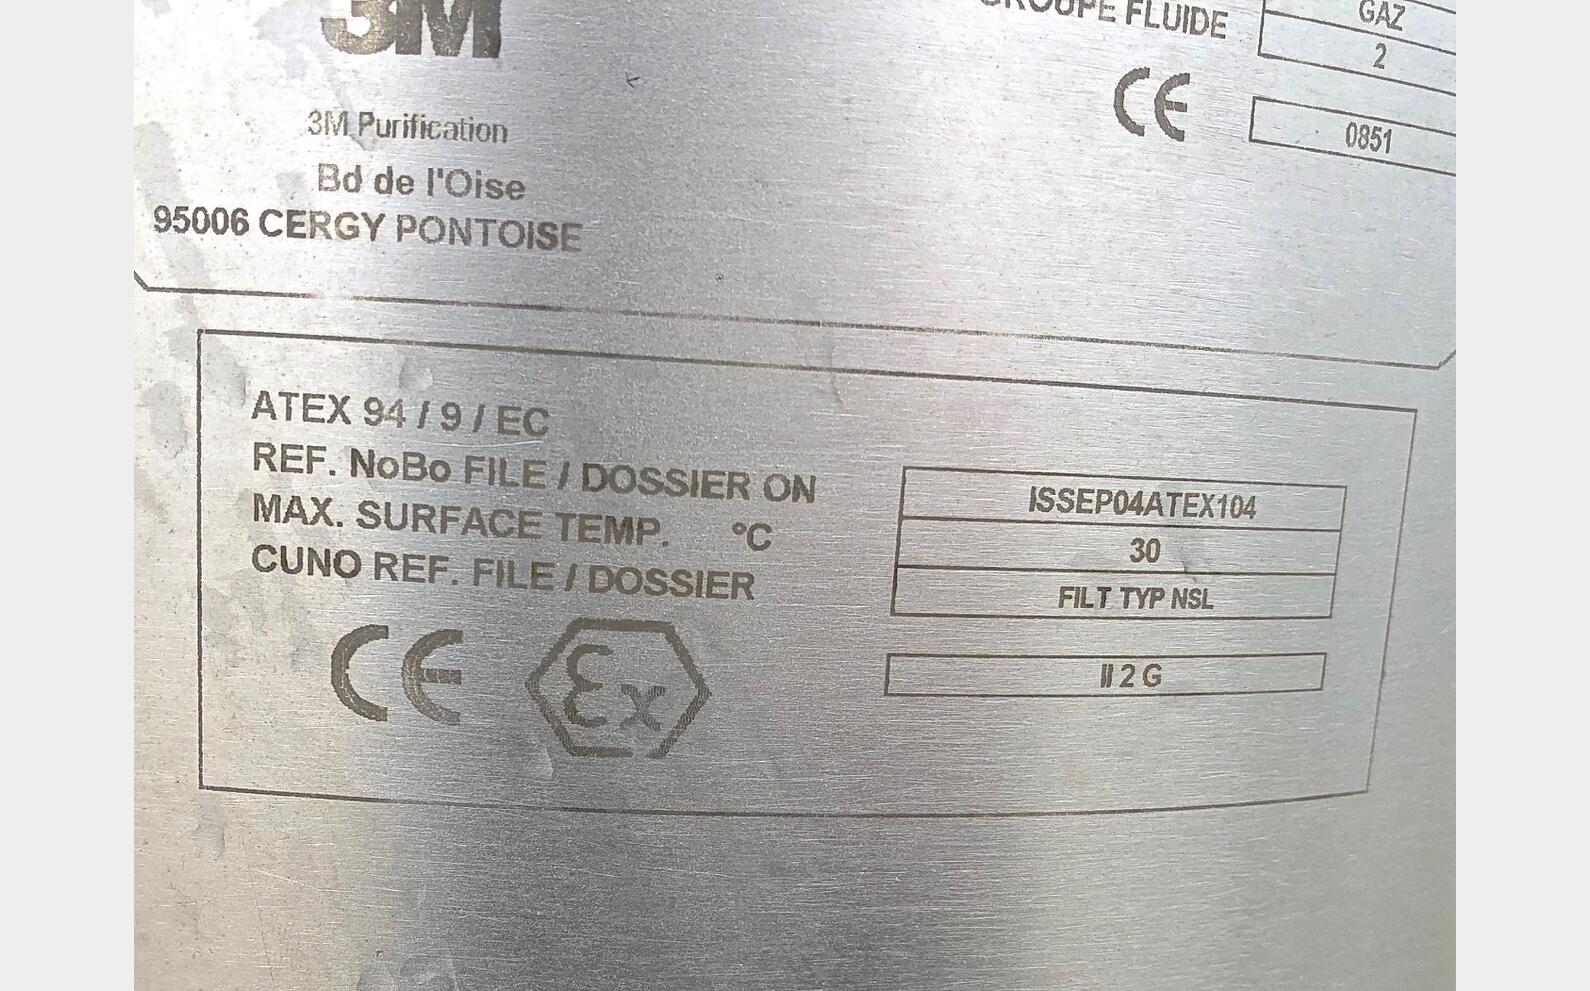 3M
GROUPE FLUIDE
GAZ
2
CE
0851
3M Purification
Bd de l'Oise
95006 CERGY PONTOISE
ATEX 94 / 9 / EC
REF. NoBo FILE / DOSSIER ON
ISSEP04ATEX104
MAX. SURFACE TEMP. °C
30
CUNO REF. FILE / DOSSIER
FILT TYP NSL
CE Ex
II 2 G